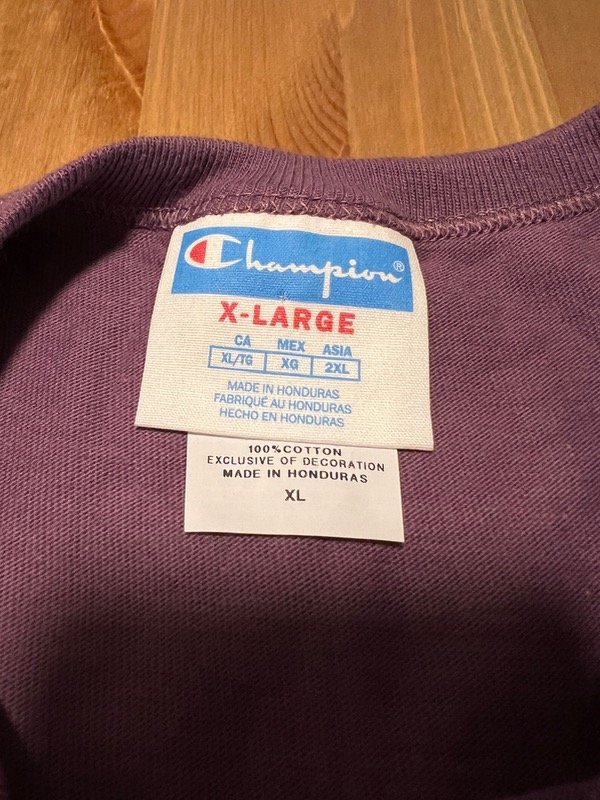 Champion®
X-LARGE
CA MEX ASIA
XL/TG XG 2XL
MADE IN HONDURAS
FABRIQUÉ AU HONDURAS
HECHO EN HONDURAS
100%COTTON
EXCLUSIVE OF DECORATION
MADE IN HONDURAS
XL